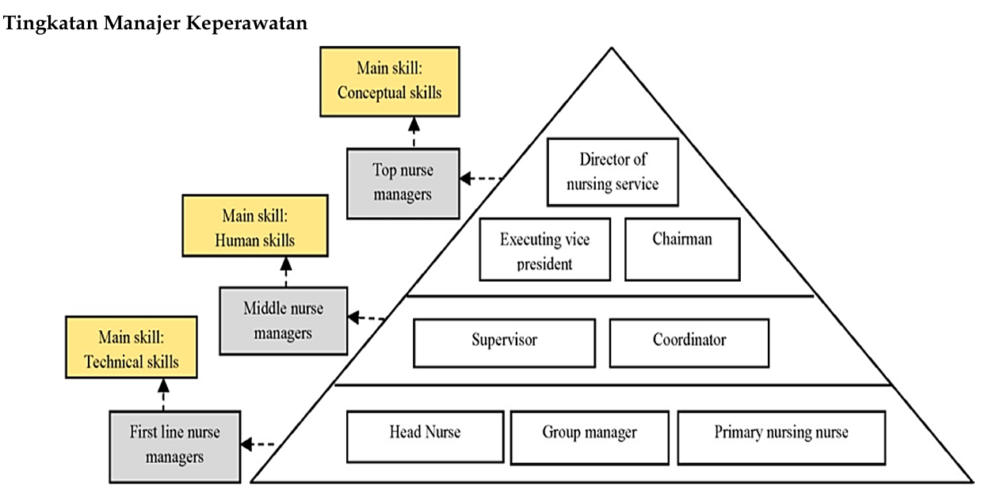 Tingkatan Manajer Keperawatan
Main skill:
Conceptual skills
Top nurse
managers
Director of
nursing service
Executing vice
president
Chairman
Main skill:
Human skills
Middle nurse
managers
Supervisor
Coordinator
Main skill:
Technical skills
First line nurse
managers
Head Nurse
Group manager
Primary nursing nurse